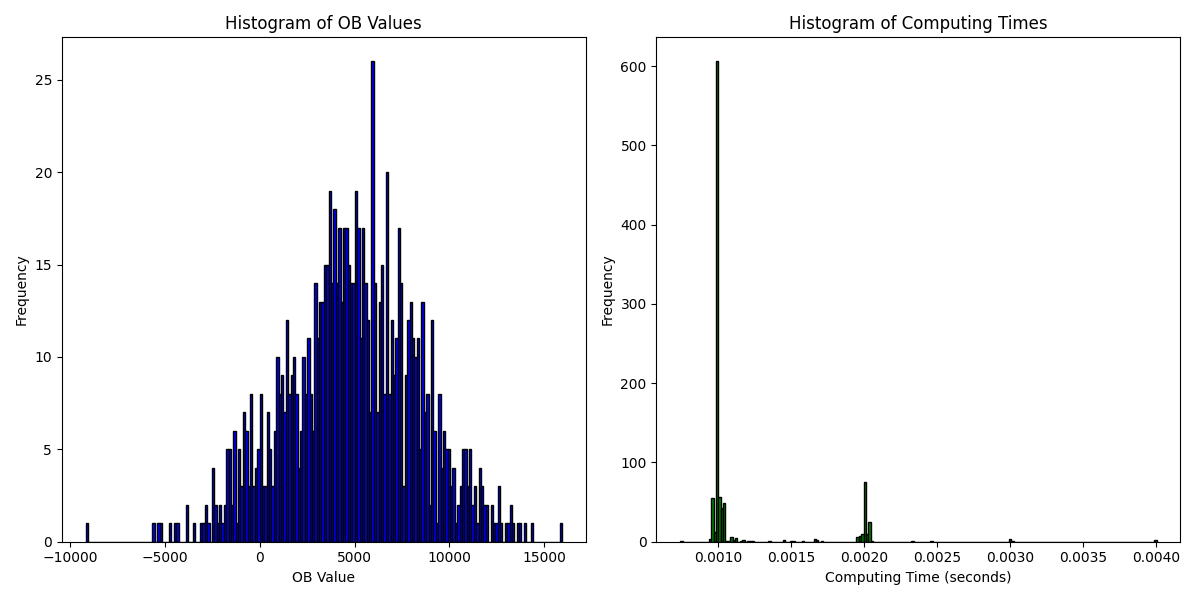 Histogram of OB Values
Frequency
25
20
15
10
5
0
−10000 −5000 0 5000 10000 15000
OB Value
Histogram of Computing Times
Frequency
600
500
400
300
200
100
0
0.0010 0.0015 0.0020 0.0025 0.0030 0.0035 0.0040
Computing Time (seconds)